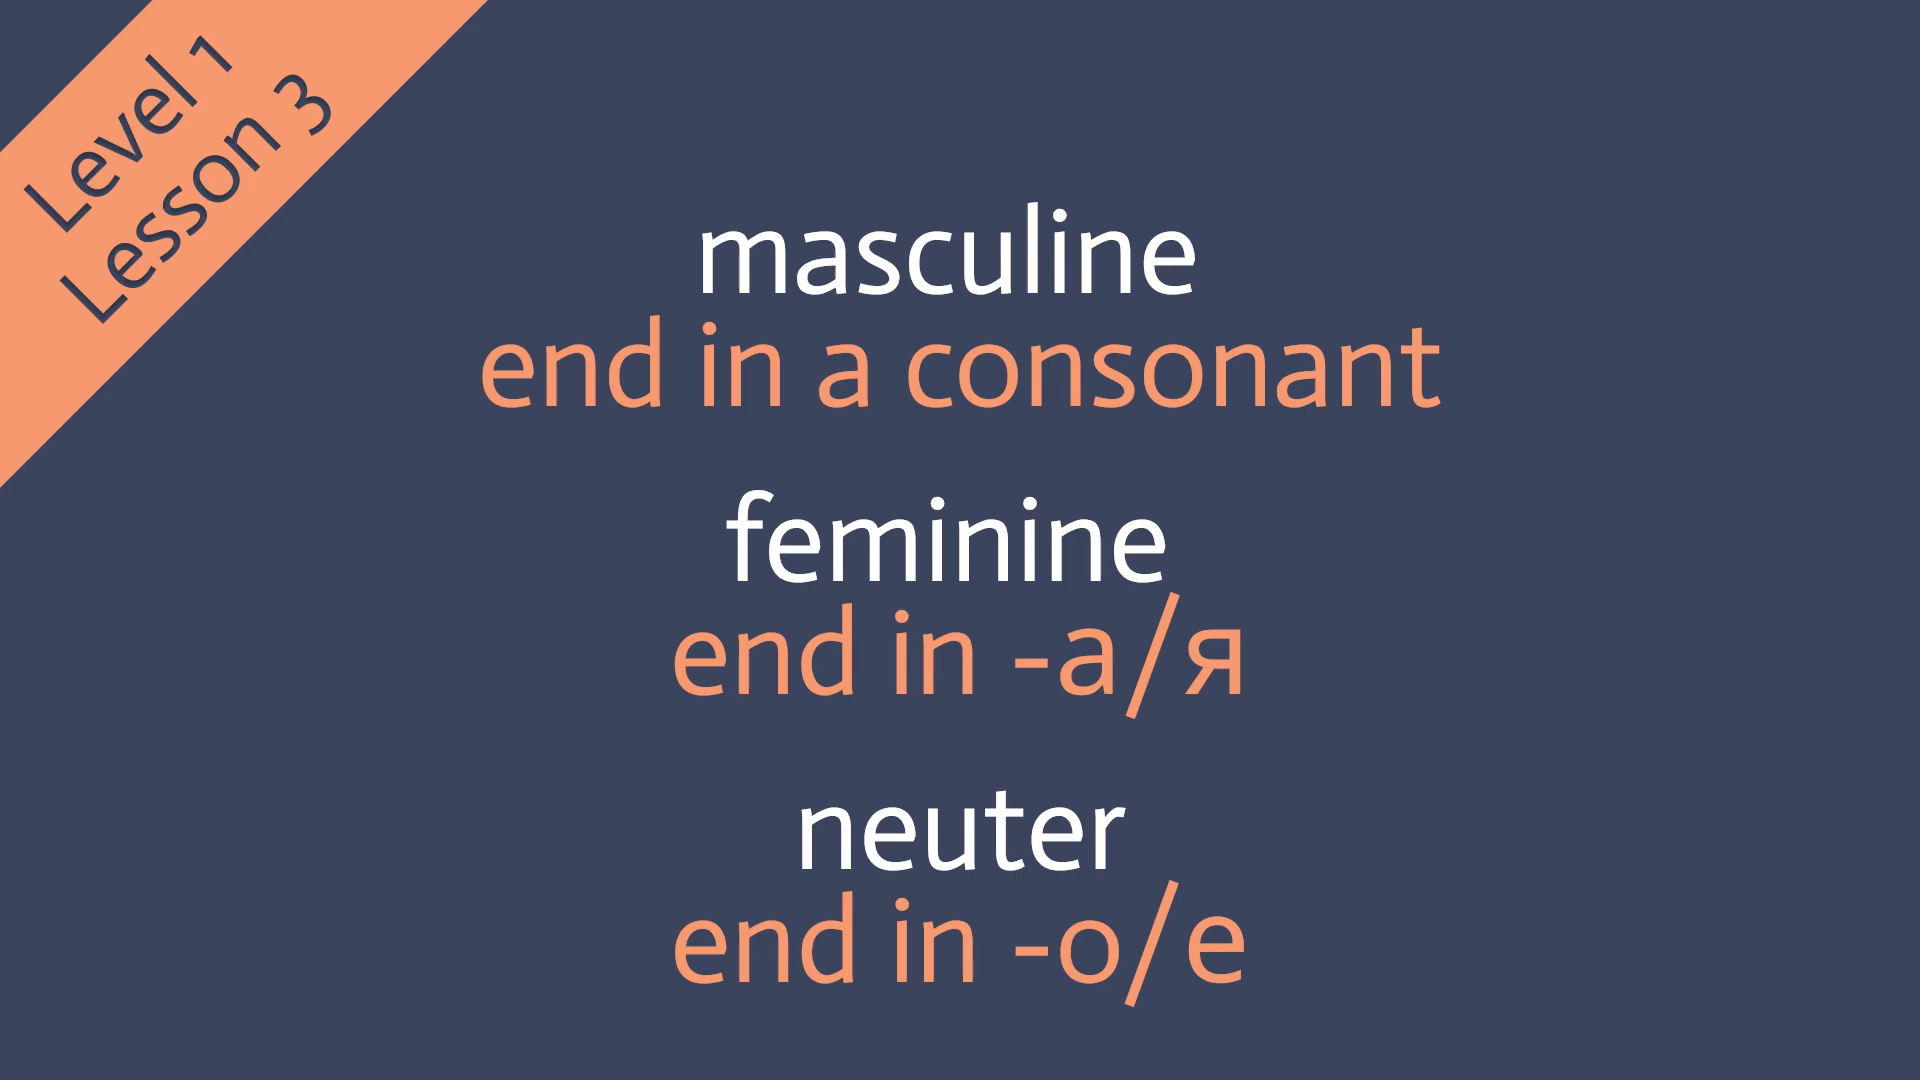 Level 1
Lesson 3
masculine
end in a consonant
feminine
end in -а/я
neuter
end in -о/е